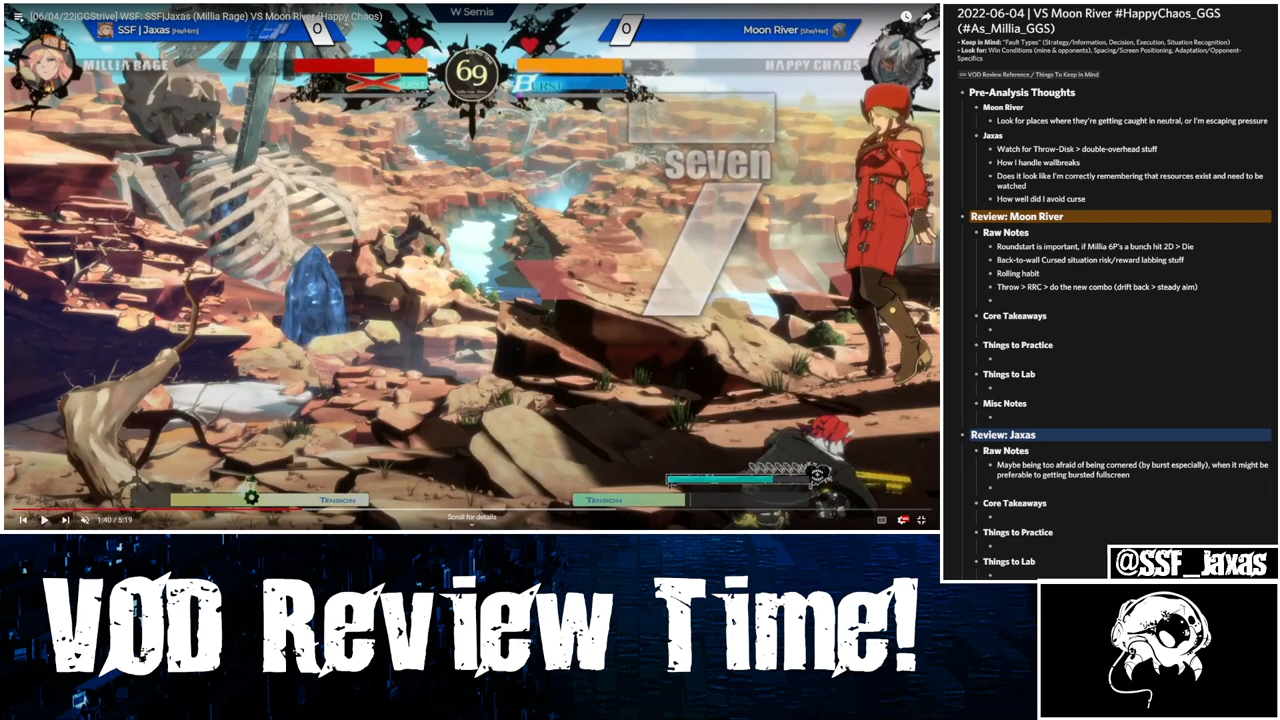 [06/04/22|GGStrive] WSF: SSF|Jaxas (Millia Rage) VS Moon River (Happy Chaos)
W Semis
SSF | Jaxas [He/Him]
0
0
Moon River [She/Her]
MILLIA RAGE
69
HAPPY CHAOS
BURST
seven
7
TENSION
TENSION
1:40 / 5:19
Scroll for details
2022-06-04 | VS Moon River #HappyChaos_GGS
(#As_Millia_GGS)
- Keep in Mind: "Fault Types" (Strategy/Information, Decision, Execution, Situation Recognition)
- Look for: Win Conditions (mine & opponents), Spacing/Screen Positioning, Adaptation/Opponent-
Specifics
VOD Review Reference / Things To Keep In Mind
Pre-Analysis Thoughts
Moon River
Look for places where they're getting caught in neutral, or I'm escaping pressure
Jaxas
Watch for Throw-Disk > double-overhead stuff
How I handle wallbreaks
Does it look like I'm correctly remembering that resources exist and need to be
watched
How well did I avoid curse
Review: Moon River
Raw Notes
Roundstart is important, if Millia 6P's a bunch hit 2D > Die
Back-to-wall Cursed situation risk/reward labbing stuff
Rolling habit
Throw > RRC > do the new combo (drift back > steady aim)
Core Takeaways
Things to Practice
Things to Lab
Misc Notes
Review: Jaxas
Raw Notes
Maybe being too afraid of being cornered (by burst especially), when it might be
preferable to getting bursted fullscreen
Core Takeaways
Things to Practice
Things to Lab
@SSF_Jaxas
VOD Review Time!